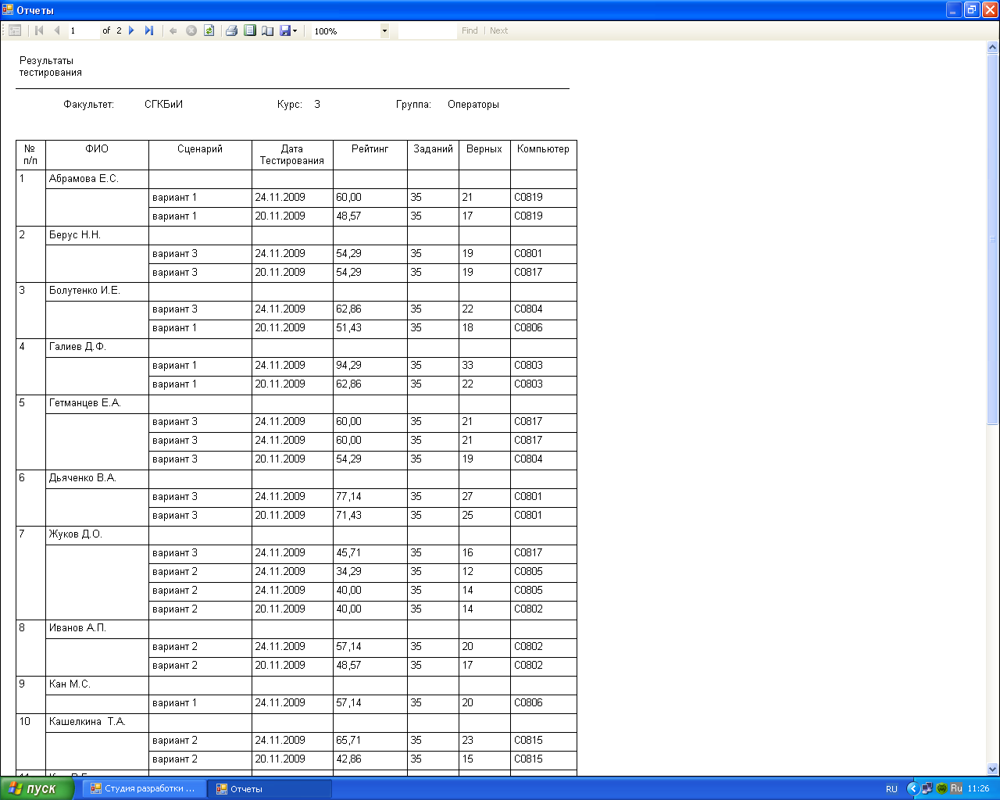 Отчеты
1 of 2 100% Find | Next
Результаты
тестирования
Факультет: СГКБиИ Курс: 3 Группа: Операторы
№ п/п ФИО Сценарий Дата Тестирования Рейтинг Заданий Верных Компьютер
1 Абрамова Е.С.
вариант 1 24.11.2009 60,00 35 21 C0819
вариант 1 20.11.2009 48,57 35 17 C0819
2 Берус Н.Н.
вариант 3 24.11.2009 54,29 35 19 C0801
вариант 3 20.11.2009 54,29 35 19 C0817
3 Болутенко И.Е.
вариант 3 24.11.2009 62,86 35 22 C0804
вариант 1 20.11.2009 51,43 35 18 C0806
4 Галиев Д.Ф.
вариант 1 24.11.2009 94,29 35 33 C0803
вариант 1 20.11.2009 62,86 35 22 C0803
5 Гетманцев Е.А.
вариант 3 24.11.2009 60,00 35 21 C0817
вариант 3 24.11.2009 60,00 35 21 C0817
вариант 3 20.11.2009 54,29 35 19 C0804
6 Дьяченко В.А.
вариант 3 24.11.2009 77,14 35 27 C0801
вариант 3 20.11.2009 71,43 35 25 C0801
7 Жуков Д.О.
вариант 3 24.11.2009 45,71 35 16 C0817
вариант 2 24.11.2009 34,29 35 12 C0805
вариант 2 24.11.2009 40,00 35 14 C0805
вариант 2 20.11.2009 40,00 35 14 C0802
8 Иванов А.П.
вариант 2 24.11.2009 57,14 35 20 C0802
вариант 2 20.11.2009 48,57 35 17 C0802
9 Кан М.С.
вариант 1 24.11.2009 57,14 35 20 C0806
10 Кашелкина Т.А.
вариант 2 24.11.2009 65,71 35 23 C0815
вариант 2 20.11.2009 42,86 35 15 C0815
11
пуск Студия разработки ... Отчеты RU Ru 11:26